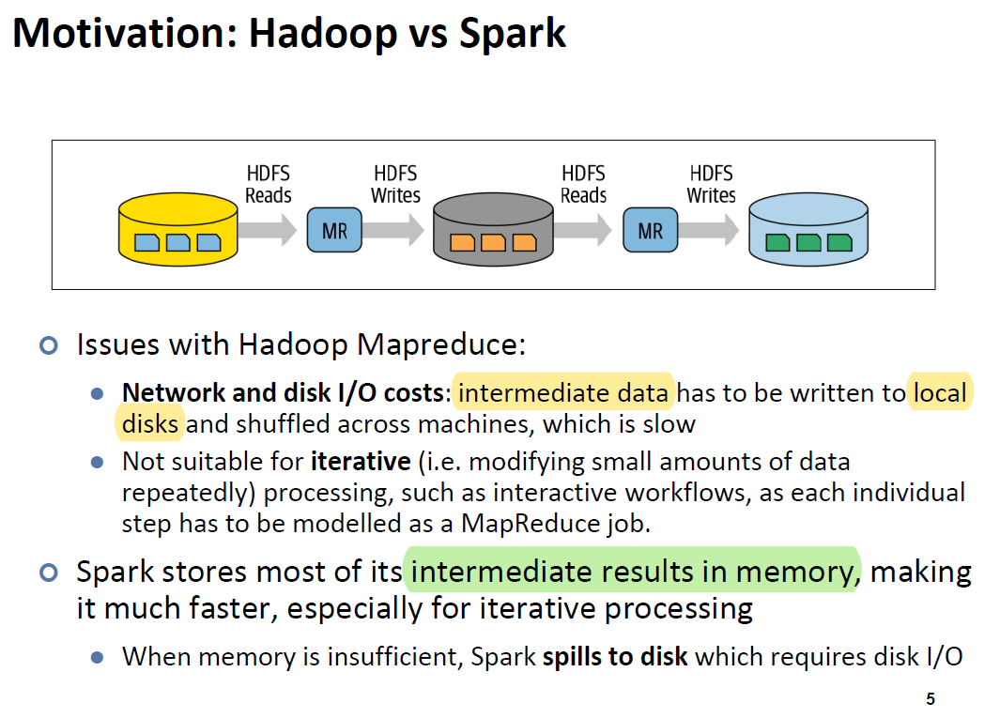 Motivation: Hadoop vs Spark
HDFS
Reads
HDFS
Writes
HDFS
Reads
HDFS
Writes
MR
MR
Issues with Hadoop Mapreduce:
Network and disk I/O costs: intermediate data has to be written to local
disks and shuffled across machines, which is slow
Not suitable for iterative (i.e. modifying small amounts of data
repeatedly) processing, such as interactive workflows, as each individual
step has to be modelled as a MapReduce job.
Spark stores most of its intermediate results in memory, making
it much faster, especially for iterative processing
When memory is insufficient, Spark spills to disk which requires disk I/O
5